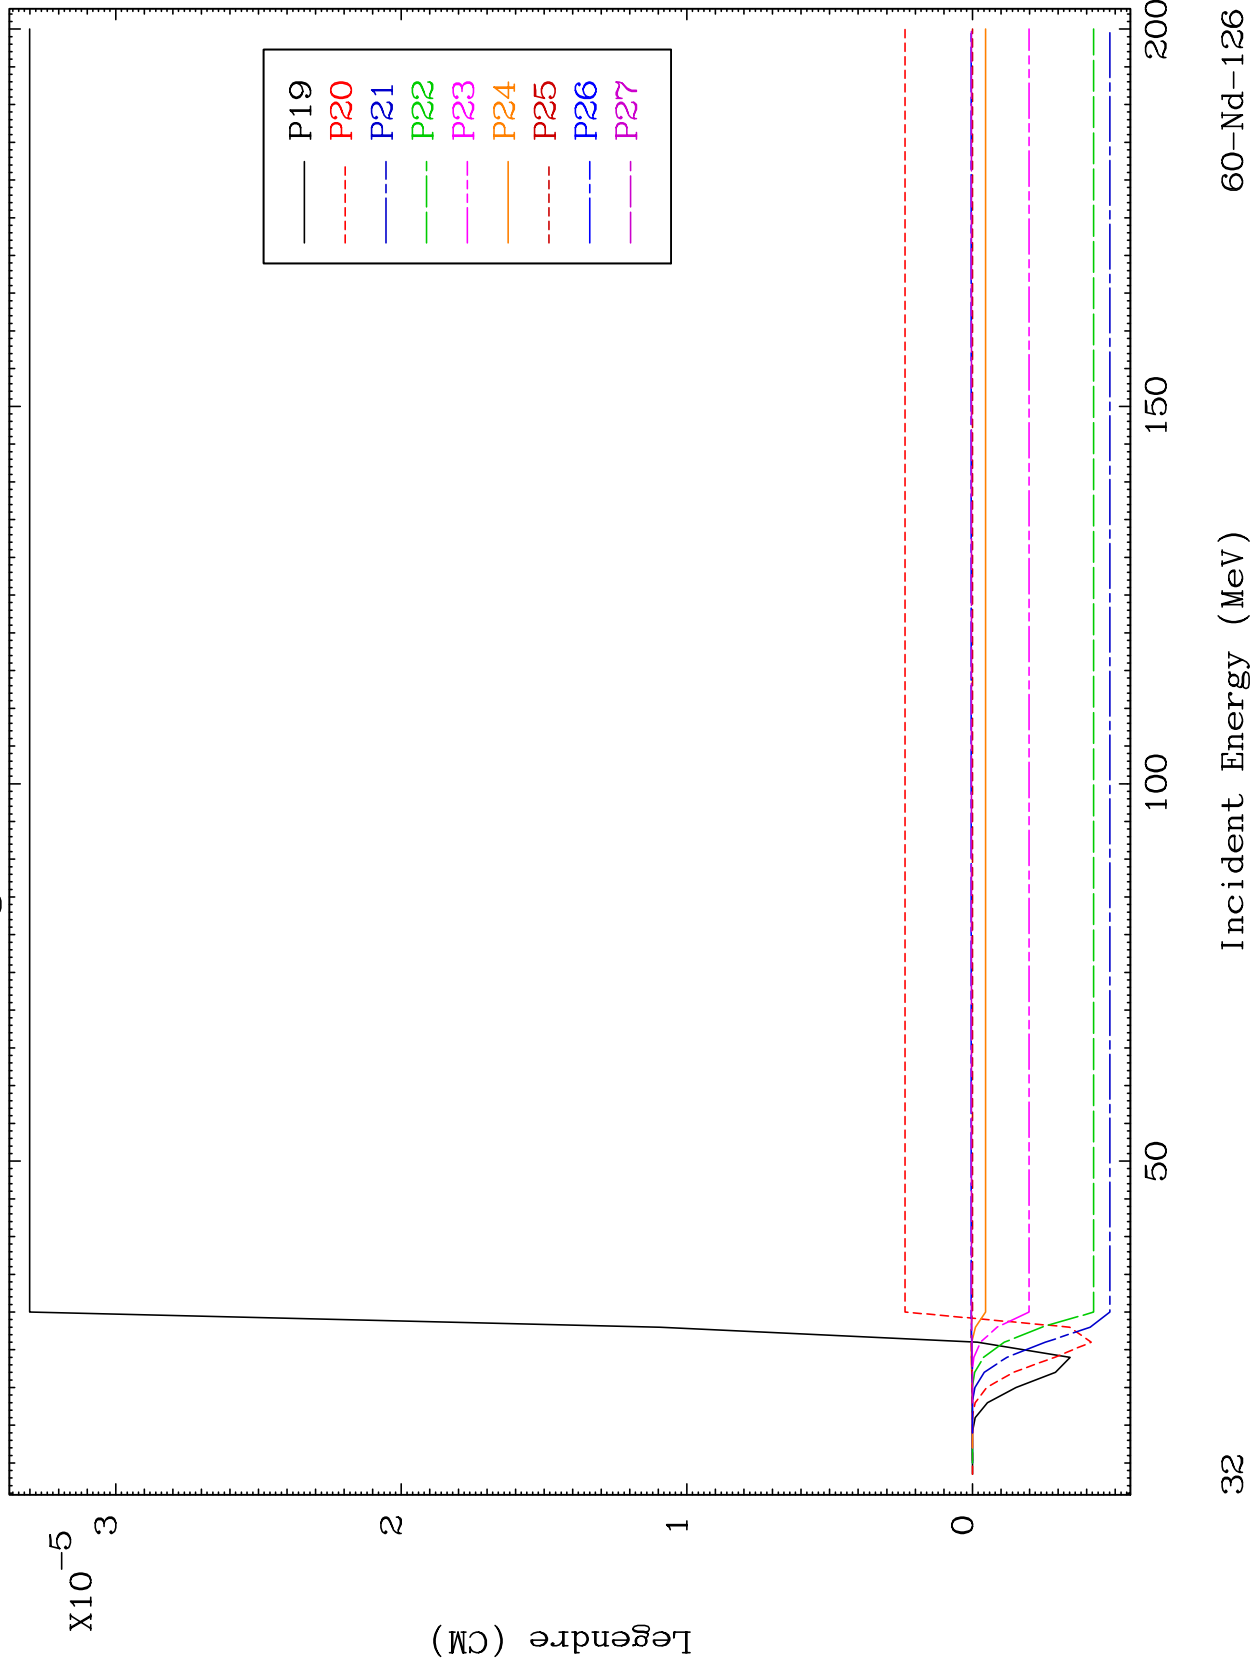 X10-5
3
2
1
0
Legendre (CM)
P19
P20
P21
P22
P23
P24
P25
P26
P27
50
100
150
200
32
Incident Energy (MeV)
60-Nd-126